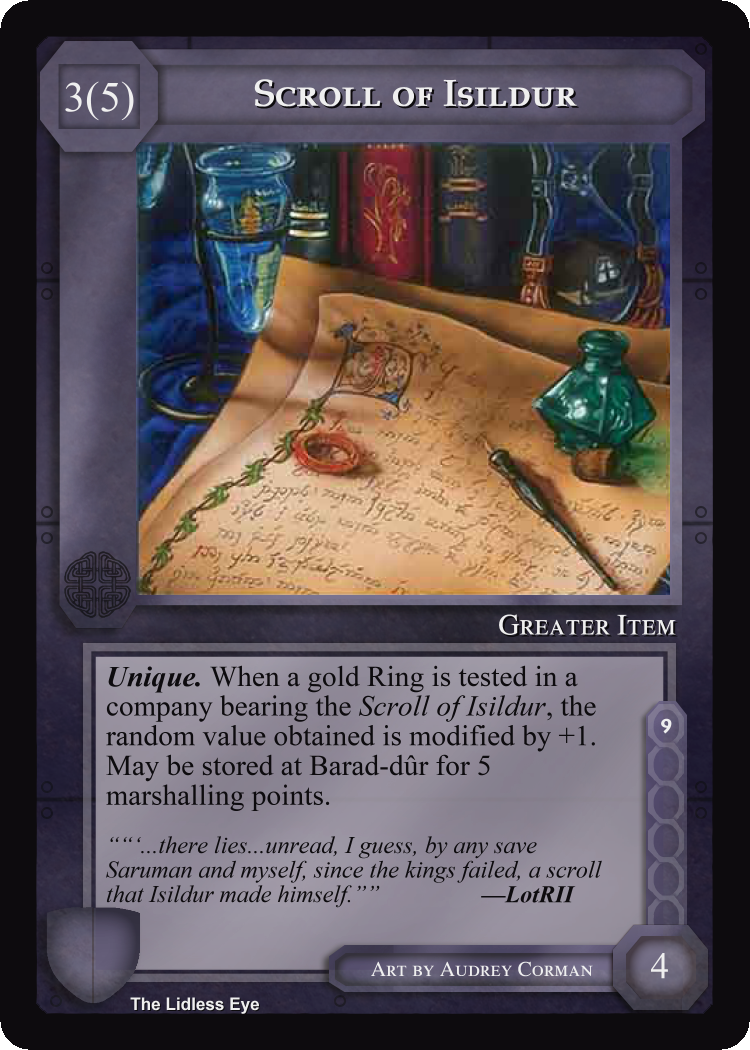 3(5)
SCROLL OF ISILDUR
GREATER ITEM
Unique. When a gold Ring is tested in a
company bearing the Scroll of Isildur, the
random value obtained is modified by +1.
May be stored at Barad-dûr for 5
marshalling points.
9
““‘...there lies...unread, I guess, by any save
Saruman and myself, since the kings failed, a scroll
that Isildur made himself.”” —LotRII
ART BY AUDREY CORMAN
4
The Lidless Eye